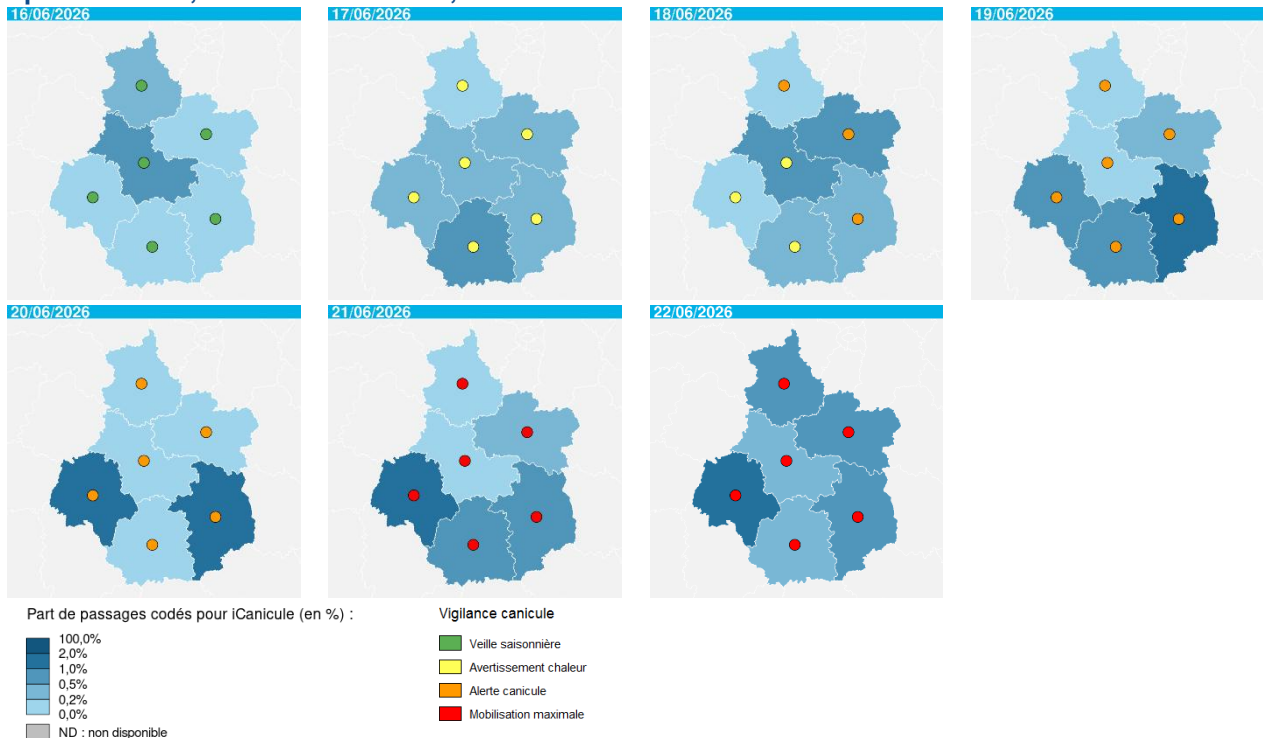 16/06/2026
17/06/2026
18/06/2026
19/06/2026
20/06/2026
21/06/2026
22/06/2026
Part de passages codés pour iCanicule (en %) :
100,0%
2,0%
1,0%
0,5%
0,2%
0,0%
ND : non disponible
Vigilance canicule
Veille saisonnière
Avertissement chaleur
Alerte canicule
Mobilisation maximale